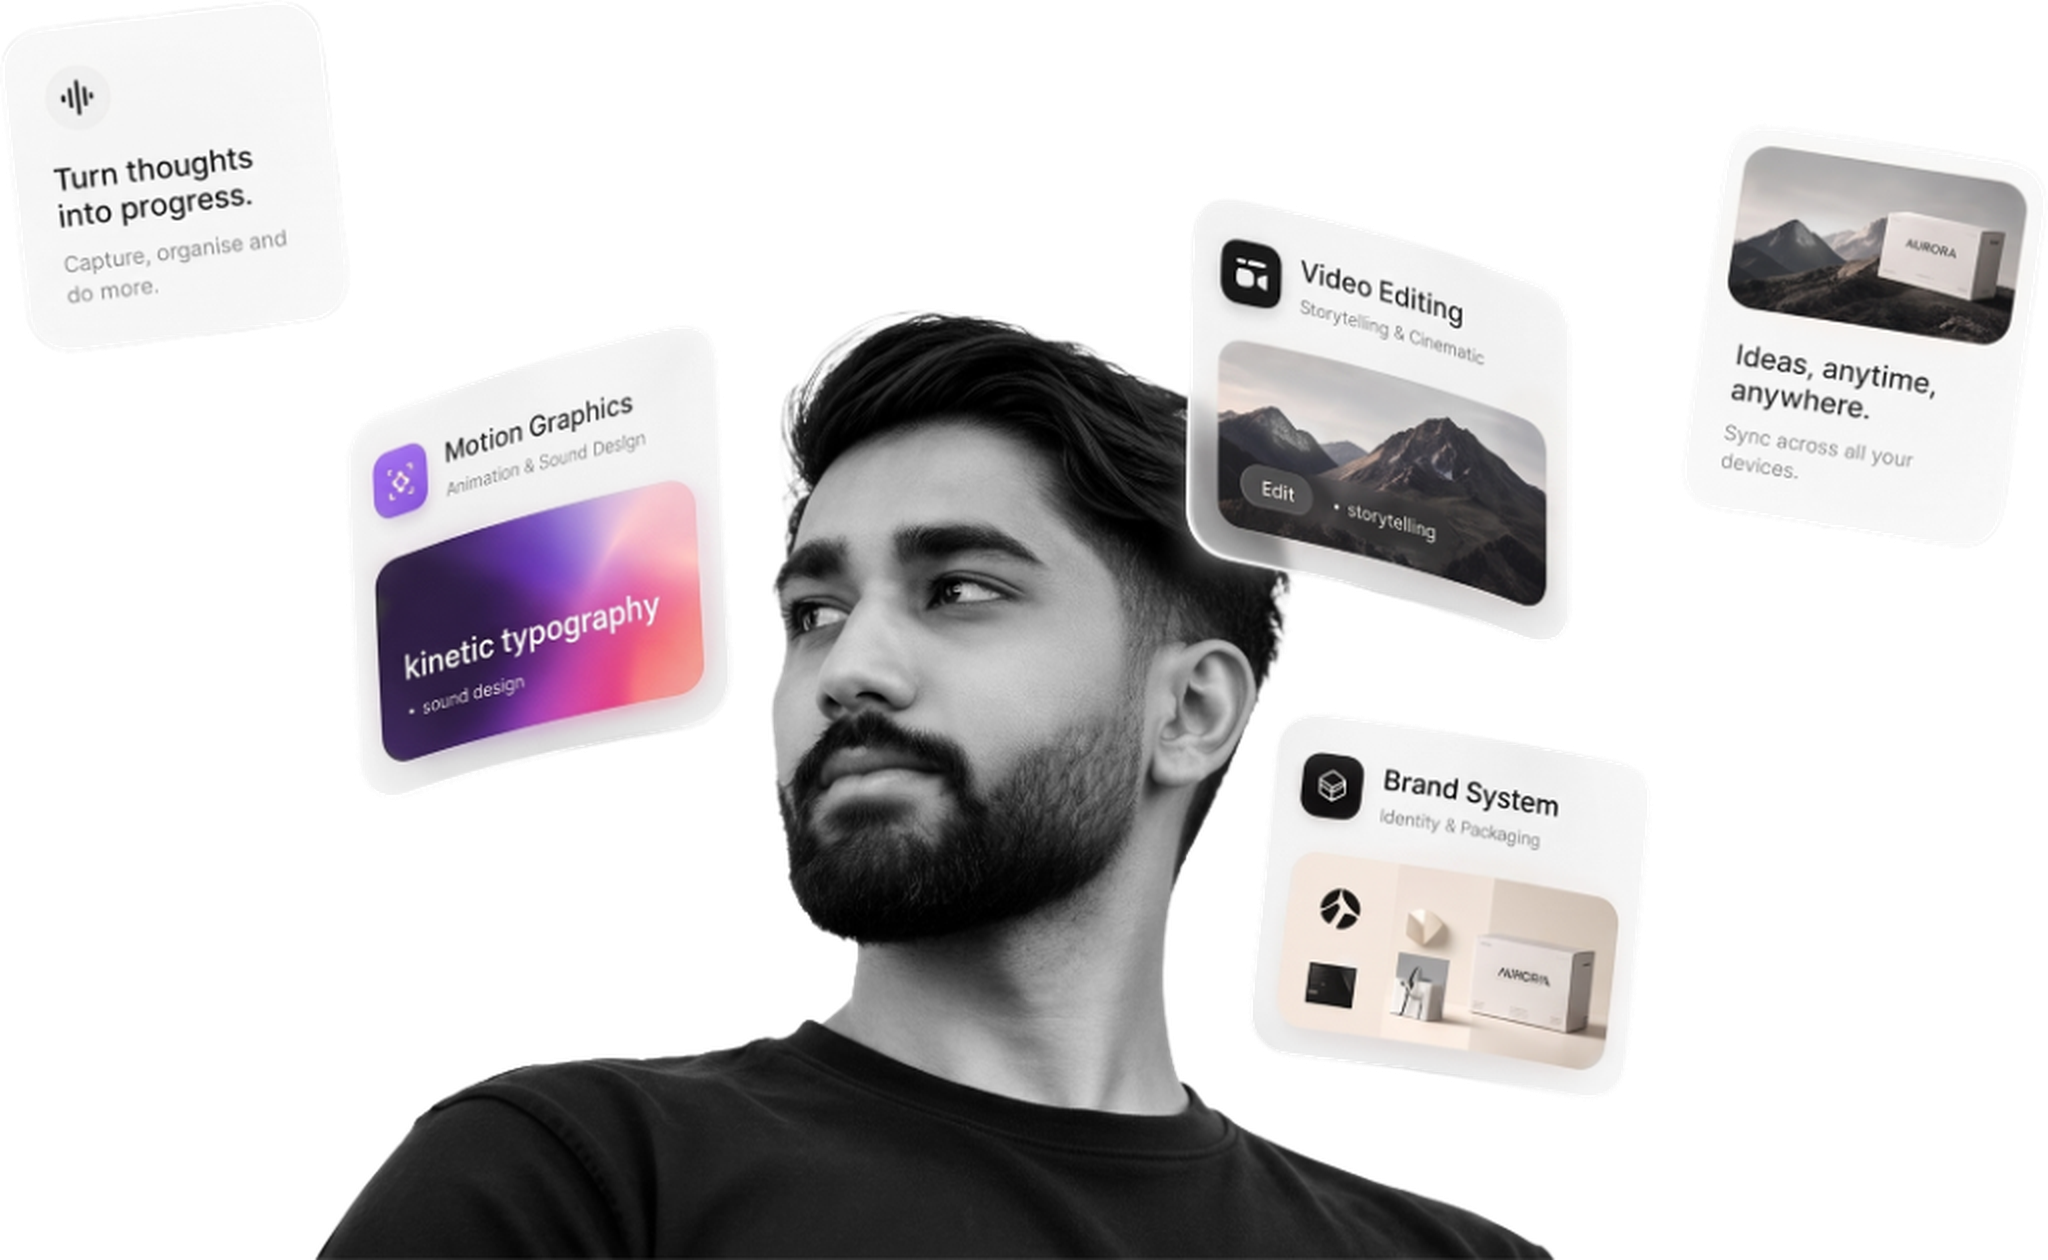 Turn thoughts
into progress.
Capture, organise and
do more.
Motion Graphics
Animation & Sound Design
kinetic typography
• sound design
Video Editing
Storytelling & Cinematic
Edit
• storytelling
AURORA
Ideas, anytime,
anywhere.
Sync across all your
devices.
Brand System
Identity & Packaging